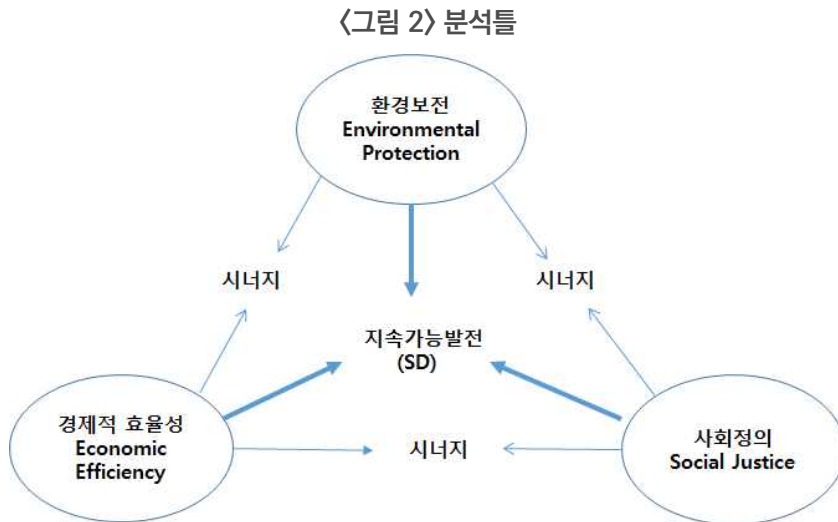 〈그림 2〉 분석틀
환경보전
Environmental
Protection
시너지
시너지
지속가능발전
(SD)
경제적 효율성
Economic
Efficiency
시너지
사회정의
Social Justice